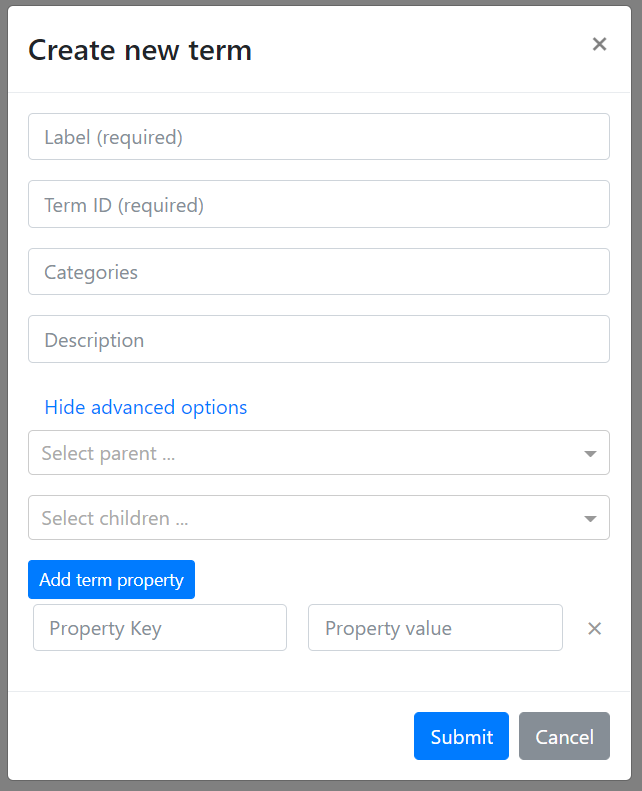 Create new term
Label (required)
Term ID (required)
Categories
Description
Hide advanced options
Select parent ...
Select children ...
Add term property
Property Key Property value
Submit Cancel